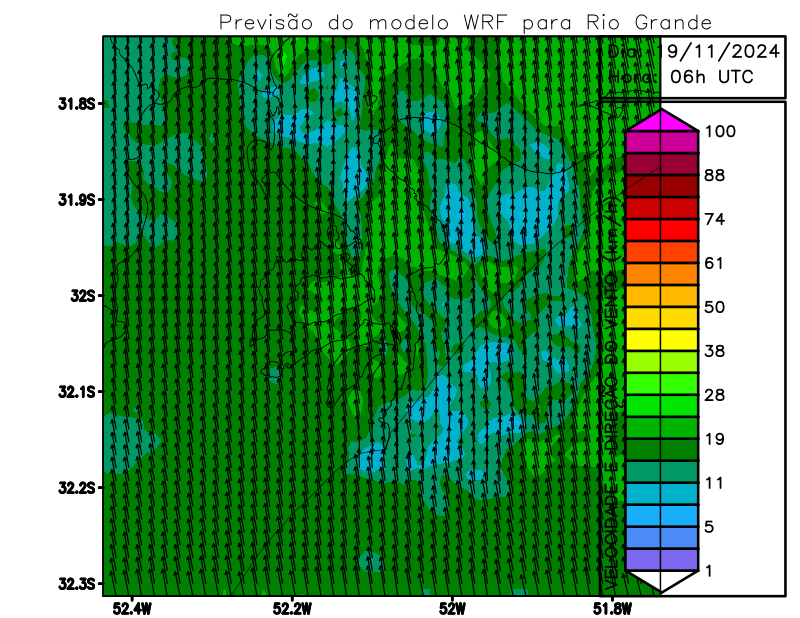 Previsão do modelo WRF para Rio Grande
Dia: 19/11/2024
Hora: 06h UTC
31.8S
31.9S
32S
32.1S
32.2S
32.3S
52.4W
52.2W
52W
51.8W
VELOCIDADE E DIREÇÃO DO VENTO (km/h)
100
88
74
61
50
38
28
19
11
5
1